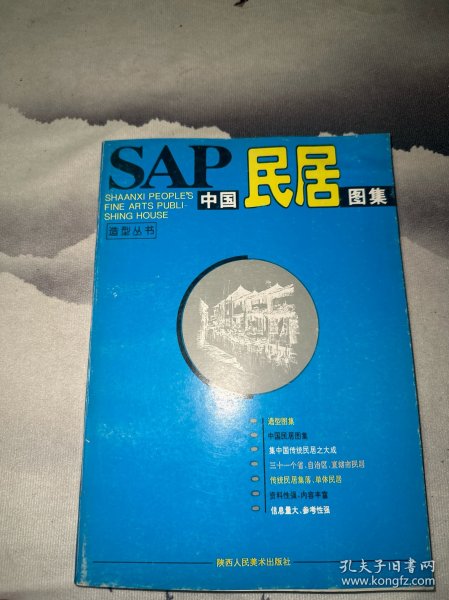 SAP
SHAANXI PEOPLE'S
FINE ARTS PUBLI-
SHING HOUSE
中国民居图集
造型丛书
造型图集
中国民居图集
集中国传统民居之大成
三十一个省、自治区、直辖市民居
传统民居集落、单体民居
资料性强、内容丰富
信息量大、参考性强
陕西人民美术出版社
孔夫子旧书网
www.kongfz.com